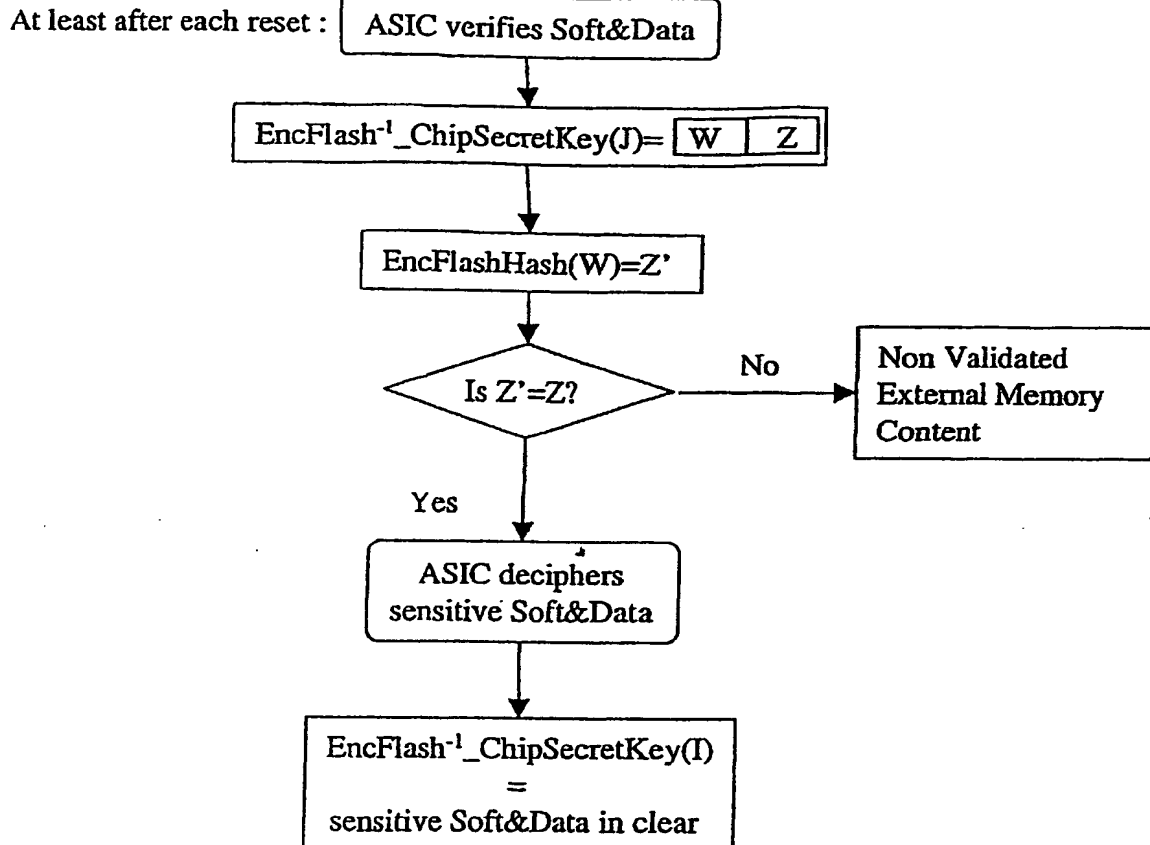 At least after each reset :
ASIC verifies Soft&Data
EncFlash⁻¹_ChipSecretKey(J)= W Z
EncFlashHash(W)=Z'
Is Z'=Z?
No
Non Validated
External Memory
Content
Yes
ASIC deciphers
sensitive Soft&Data
EncFlash⁻¹_ChipSecretKey(I)
=
sensitive Soft&Data in clear